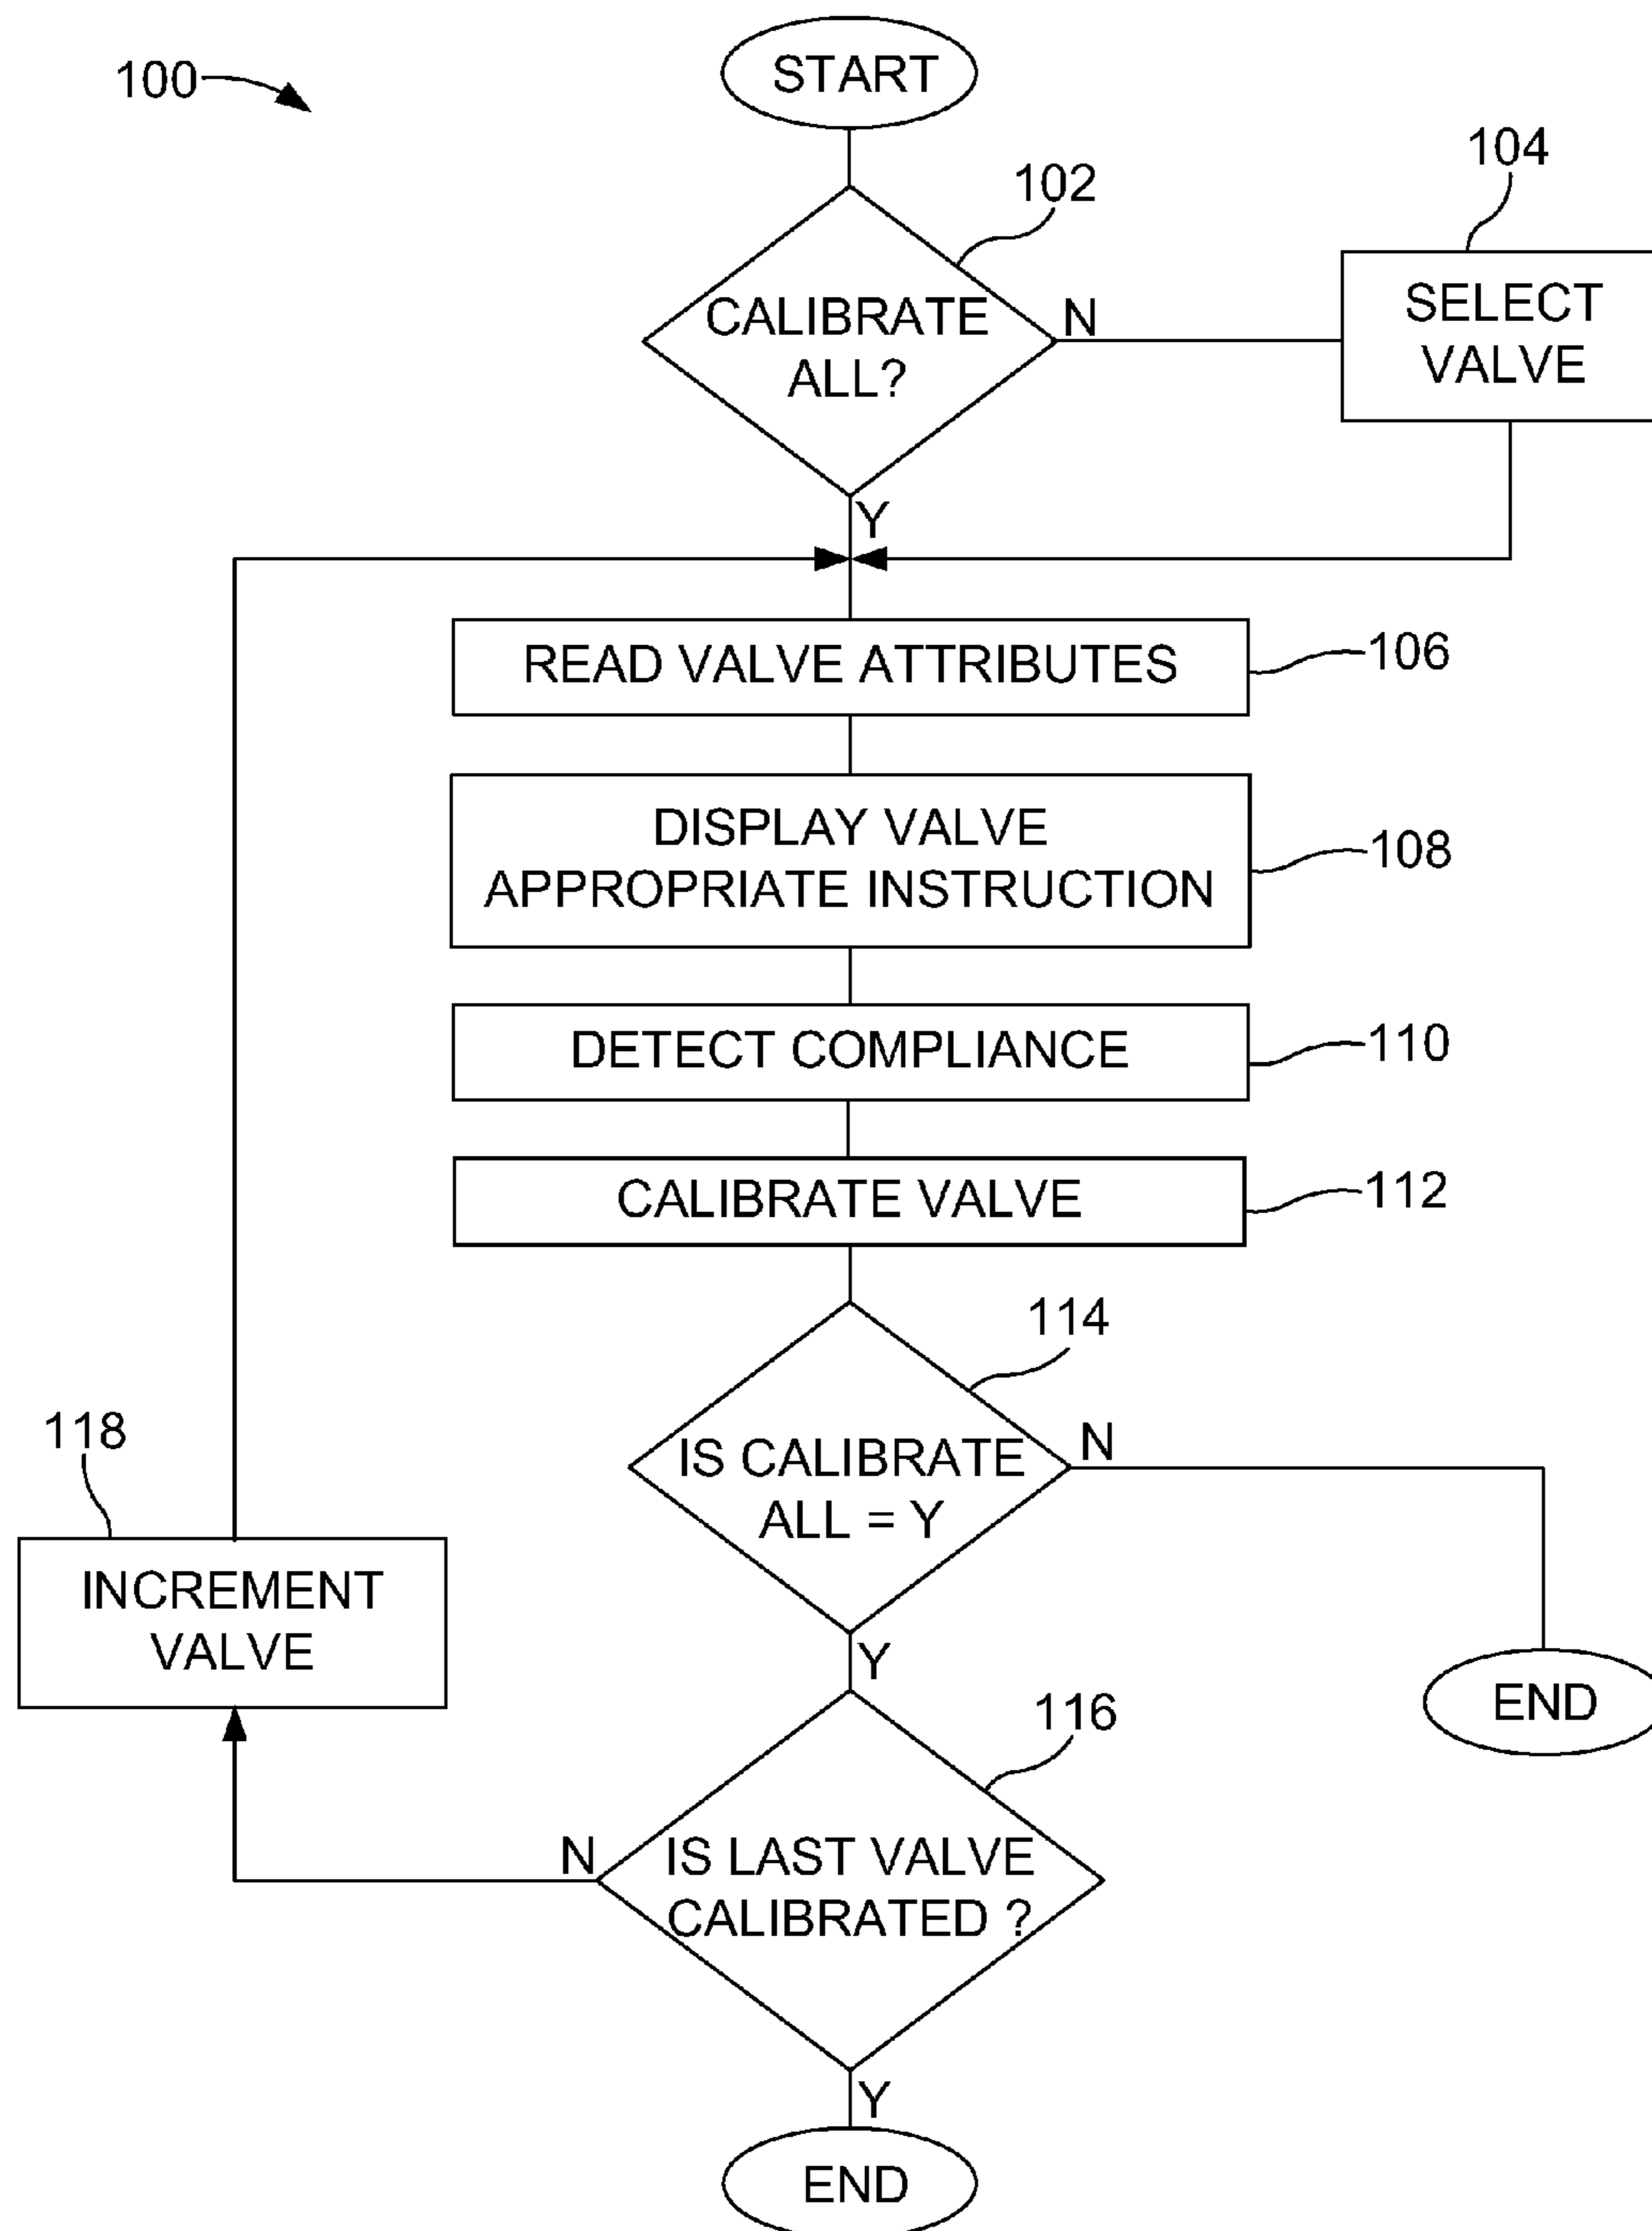 100
START
102
104
CALIBRATE
ALL?
N
SELECT
VALVE
Y
READ VALVE ATTRIBUTES
106
DISPLAY VALVE
APPROPRIATE INSTRUCTION
108
DETECT COMPLIANCE
110
CALIBRATE VALVE
112
114
IS CALIBRATE
ALL = Y
N
118
INCREMENT
VALVE
Y
END
116
N
IS LAST VALVE
CALIBRATED ?
Y
END